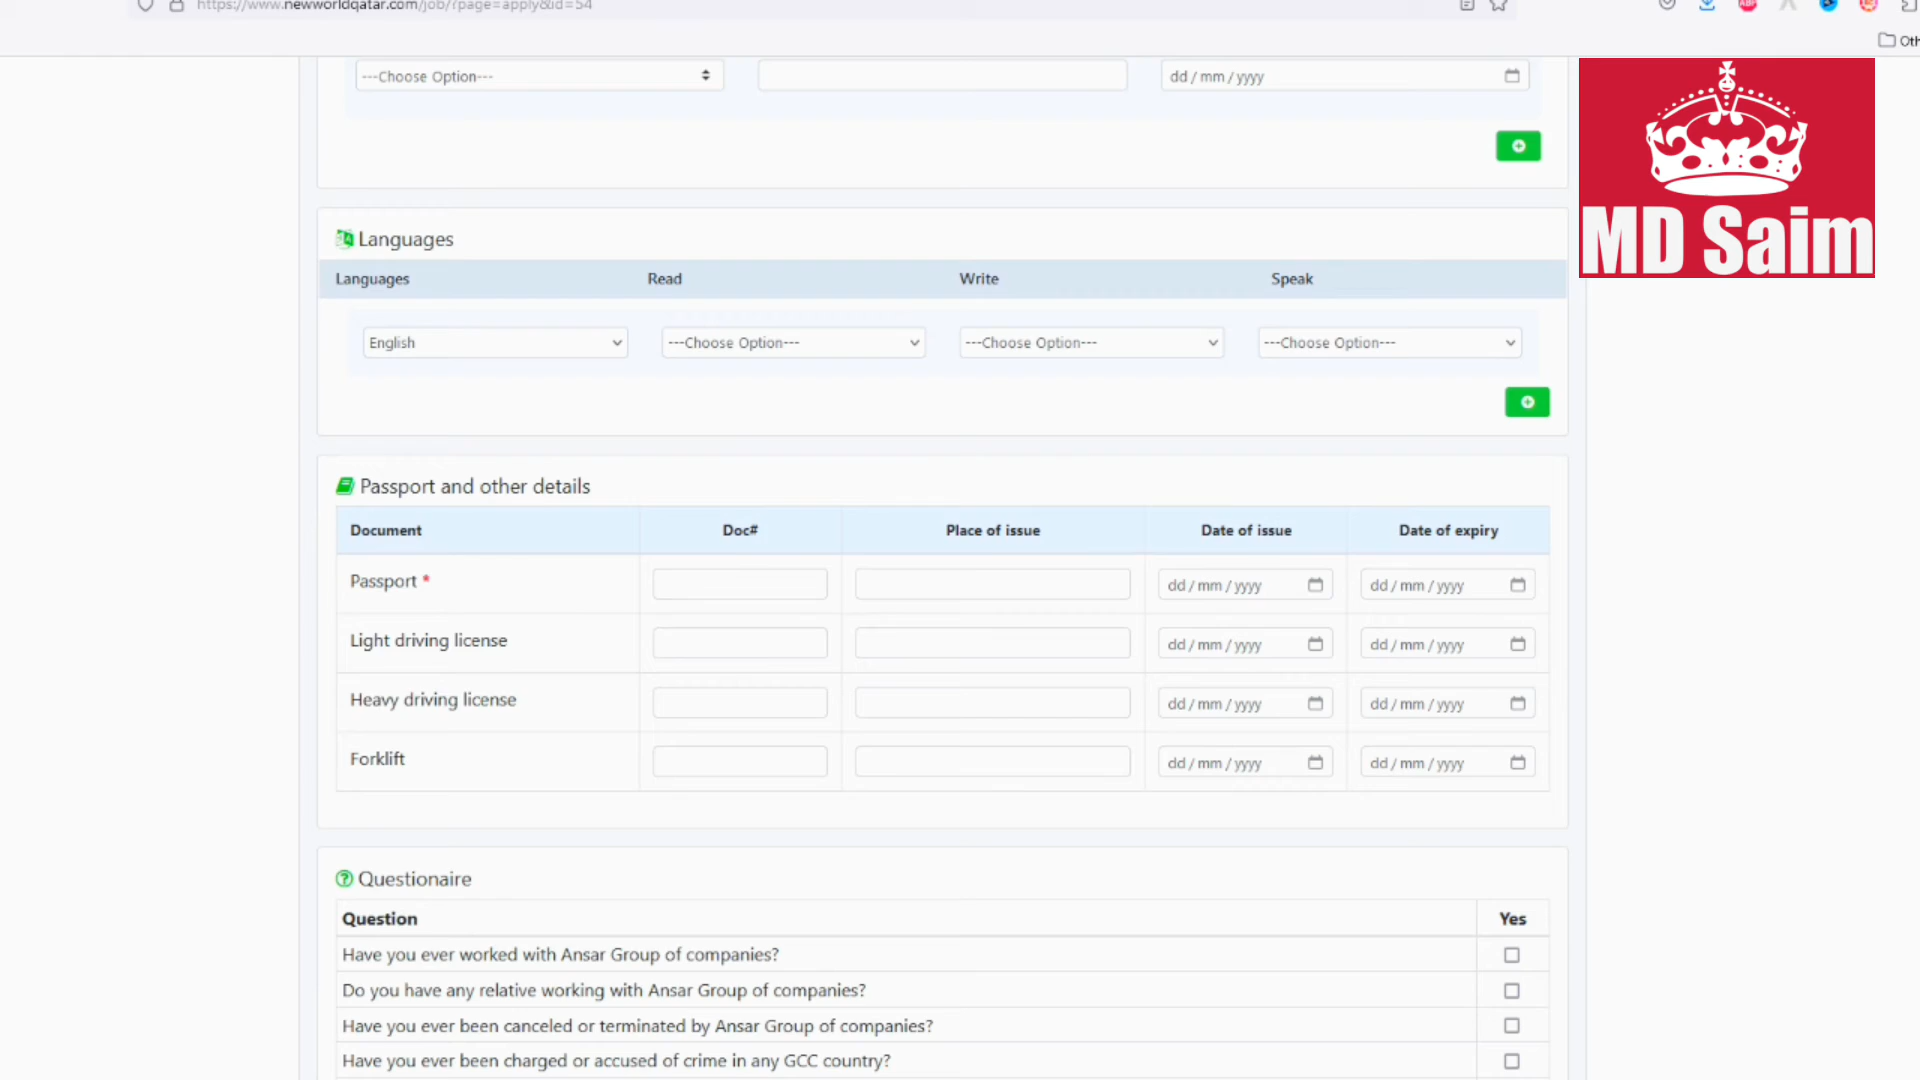 https://www.newworldqatar.com/job/?page=apply&id=54
Oth
---Choose Option---
dd / mm / yyyy
MD Saim
Languages
Languages Read Write Speak
English ---Choose Option--- ---Choose Option--- ---Choose Option---
Passport and other details
Document Doc# Place of issue Date of issue Date of expiry
Passport * dd / mm / yyyy dd / mm / yyyy
Light driving license dd / mm / yyyy dd / mm / yyyy
Heavy driving license dd / mm / yyyy dd / mm / yyyy
Forklift dd / mm / yyyy dd / mm / yyyy
Questionaire
Question Yes
Have you ever worked with Ansar Group of companies?
Do you have any relative working with Ansar Group of companies?
Have you ever been canceled or terminated by Ansar Group of companies?
Have you ever been charged or accused of crime in any GCC country?